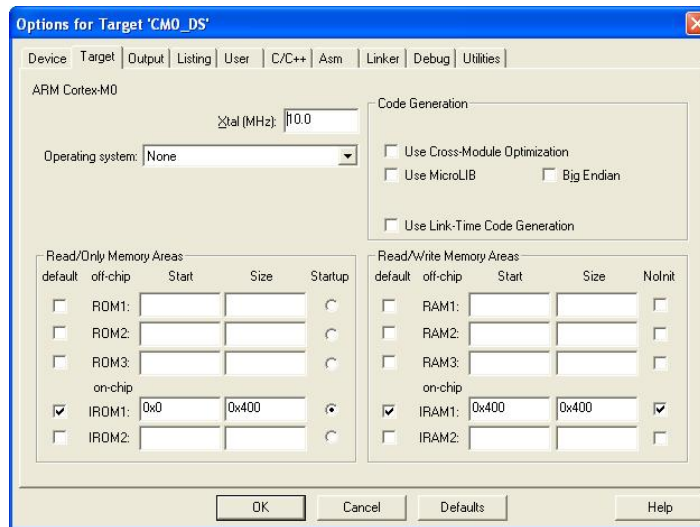 Options for Target 'CM0_DS'
Device Target Output Listing User C/C++ Asm Linker Debug Utilities
ARM Cortex-M0
Xtal (MHz): 10.0
Operating system: None
Code Generation
Use Cross-Module Optimization
Use MicroLIB Big Endian
Use Link-Time Code Generation
Read/Only Memory Areas
default off-chip Start Size Startup
ROM1:
ROM2:
ROM3:
on-chip
IROM1: 0x0 0x400
IROM2:
Read/Write Memory Areas
default off-chip Start Size NoInit
RAM1:
RAM2:
RAM3:
on-chip
IRAM1: 0x400 0x400
IRAM2:
OK Cancel Defaults Help